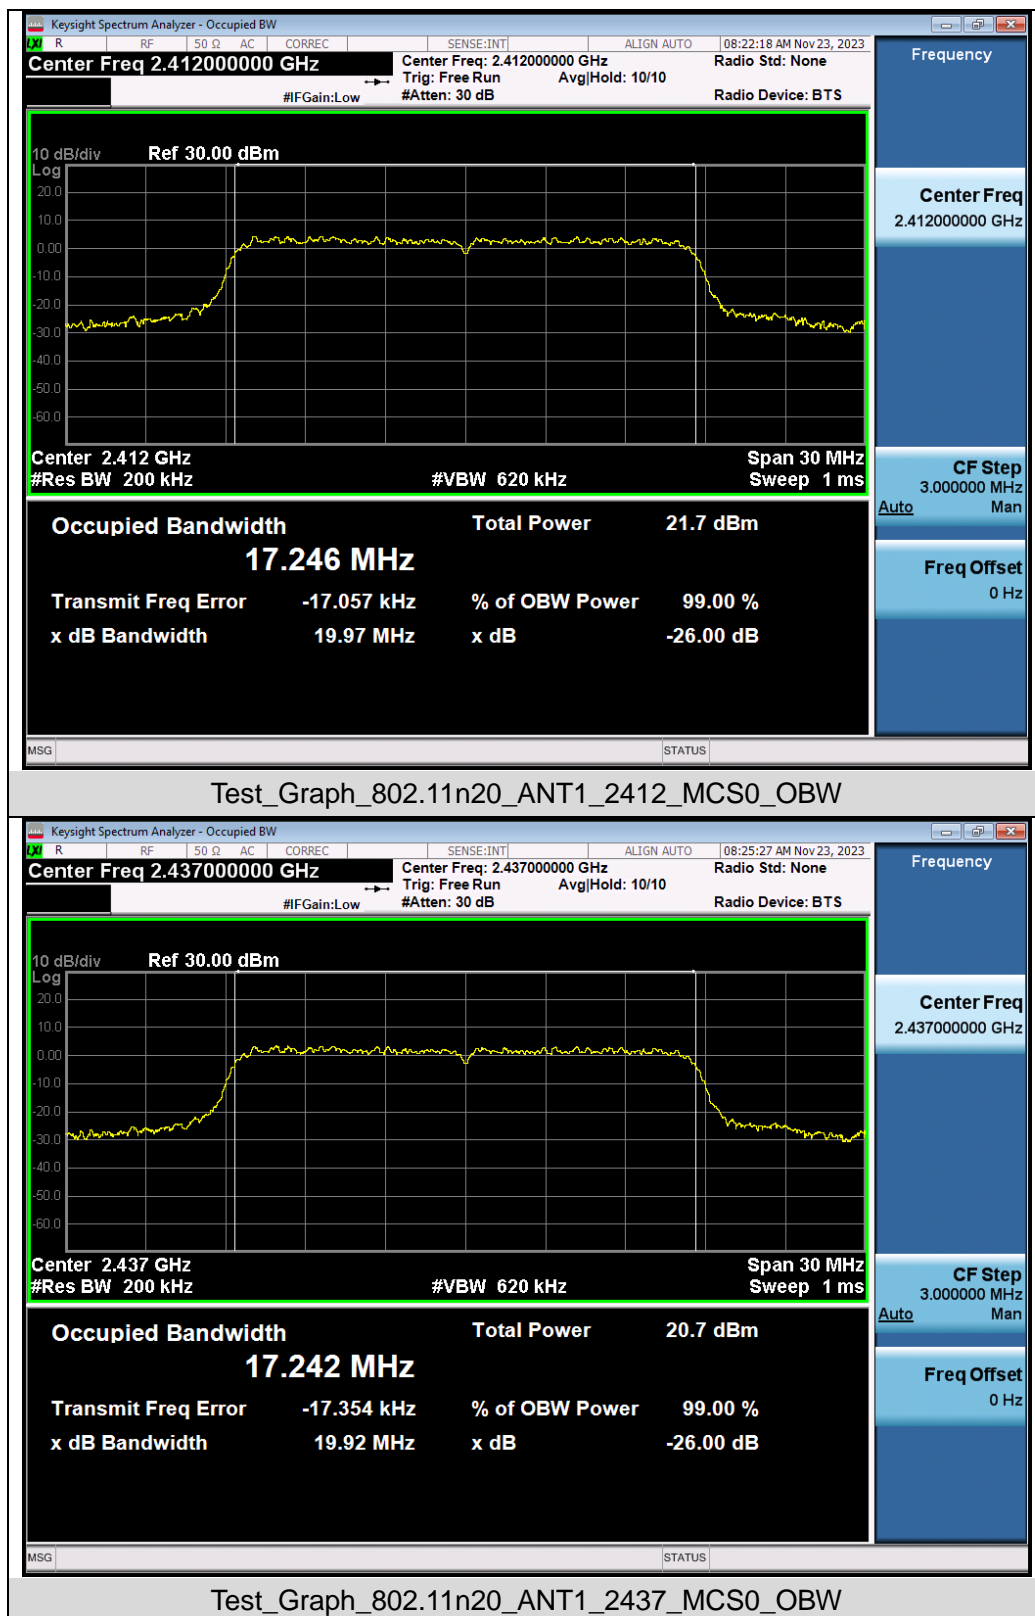 Keysight Spectrum Analyzer - Occupied BW
LXI R RF 50 Ω AC CORREC SENSE:INT ALIGN AUTO 08:22:18 AM Nov 23, 2023
Center Freq 2.412000000 GHz
Center Freq: 2.412000000 GHz
Radio Std: None
Trig: Free Run Avg|Hold: 10/10
#IFGain:Low
#Atten: 30 dB
Radio Device: BTS
10 dB/div Ref 30.00 dBm
Log
20.0
10.0
0.00
-10.0
-20.0
-30.0
-40.0
-50.0
-60.0
Center 2.412 GHz Span 30 MHz
#Res BW 200 kHz #VBW 620 kHz Sweep 1 ms
Occupied Bandwidth Total Power 21.7 dBm
17.246 MHz
Transmit Freq Error -17.057 kHz % of OBW Power 99.00 %
x dB Bandwidth 19.97 MHz x dB -26.00 dB
MSG STATUS
Frequency
Center Freq
2.412000000 GHz
CF Step
3.000000 MHz
Auto Man
Freq Offset
0 Hz
Test_Graph_802.11n20_ANT1_2412_MCS0_OBW
Keysight Spectrum Analyzer - Occupied BW
LXI R RF 50 Ω AC CORREC SENSE:INT ALIGN AUTO 08:25:27 AM Nov 23, 2023
Center Freq 2.437000000 GHz
Center Freq: 2.437000000 GHz
Radio Std: None
Trig: Free Run Avg|Hold: 10/10
#IFGain:Low
#Atten: 30 dB
Radio Device: BTS
10 dB/div Ref 30.00 dBm
Log
20.0
10.0
0.00
-10.0
-20.0
-30.0
-40.0
-50.0
-60.0
Center 2.437 GHz Span 30 MHz
#Res BW 200 kHz #VBW 620 kHz Sweep 1 ms
Occupied Bandwidth Total Power 20.7 dBm
17.242 MHz
Transmit Freq Error -17.354 kHz % of OBW Power 99.00 %
x dB Bandwidth 19.92 MHz x dB -26.00 dB
MSG STATUS
Frequency
Center Freq
2.437000000 GHz
CF Step
3.000000 MHz
Auto Man
Freq Offset
0 Hz
Test_Graph_802.11n20_ANT1_2437_MCS0_OBW